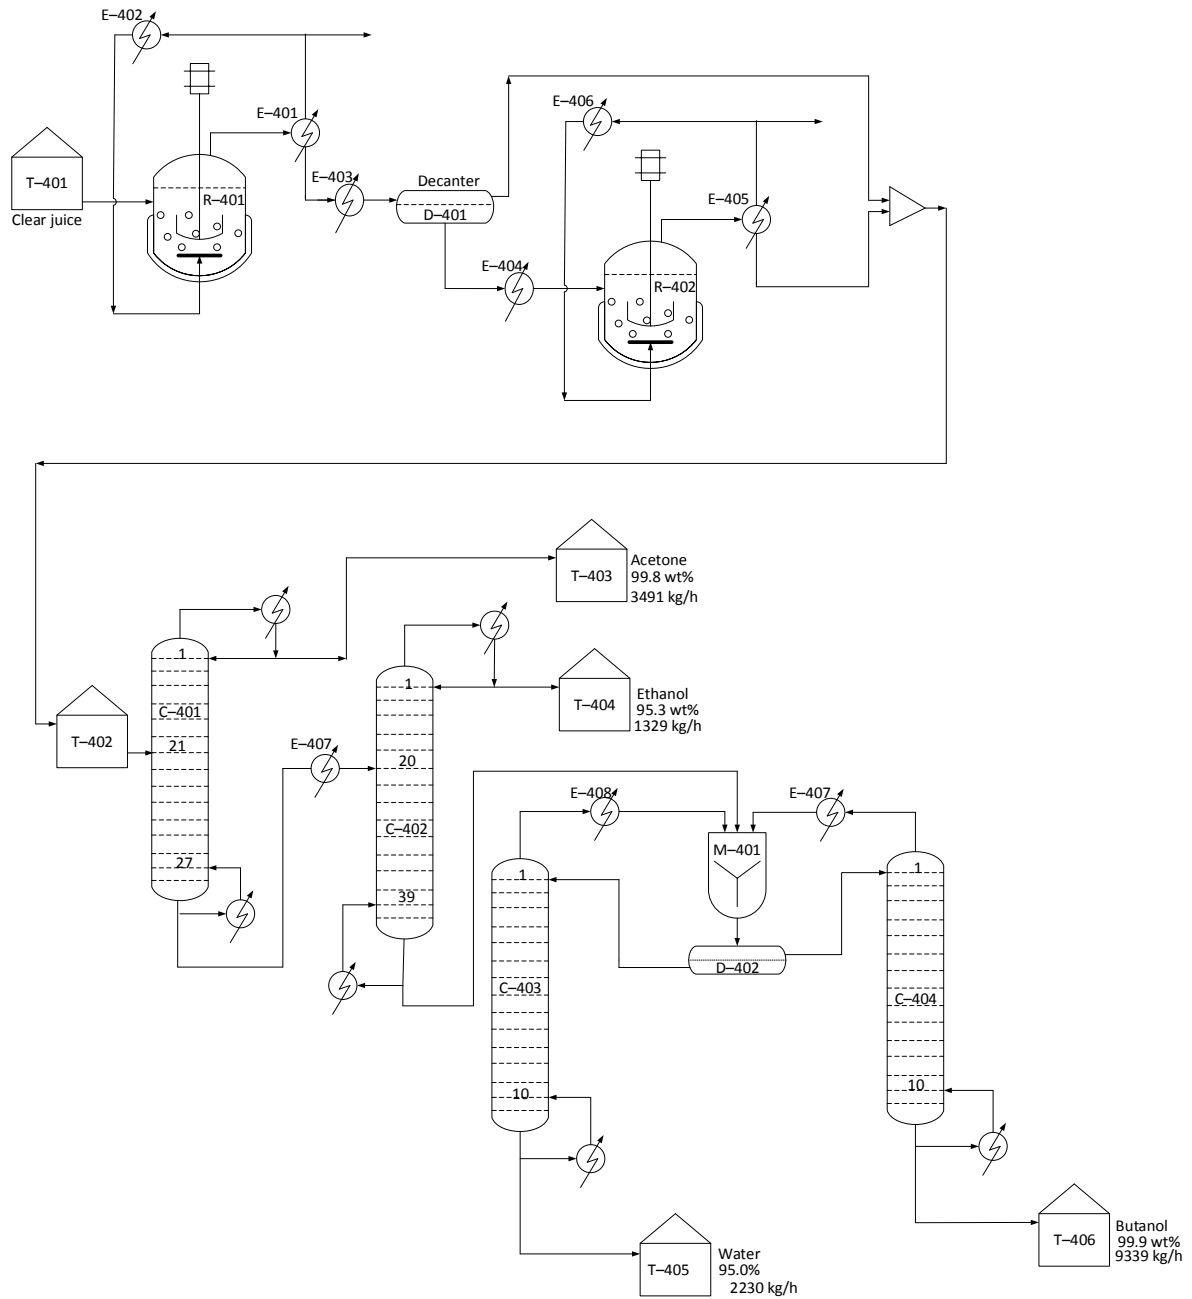 E–402
E–401
E–406
T–401
Clear juice
R–401
E–403
Decanter
D–401
E–405
E–404
R–402
T–403
Acetone
99.8 wt%
3491 kg/h
1
C–401
21
27
T–402
E–407
1
20
C–402
39
T–404
Ethanol
95.3 wt%
1329 kg/h
E–408
E–407
M–401
1
C–403
10
D–402
1
C–404
10
T–405
Water
95.0%
2230 kg/h
T–406
Butanol
99.9 wt%
9339 kg/h